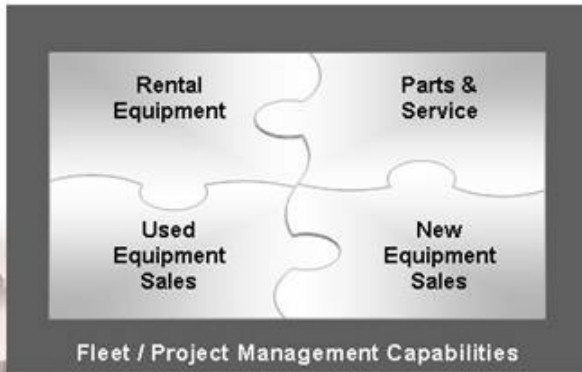 Rental
Equipment
Parts &
Service
Used
Equipment
Sales
New
Equipment
Sales
Fleet / Project Management Capabilities